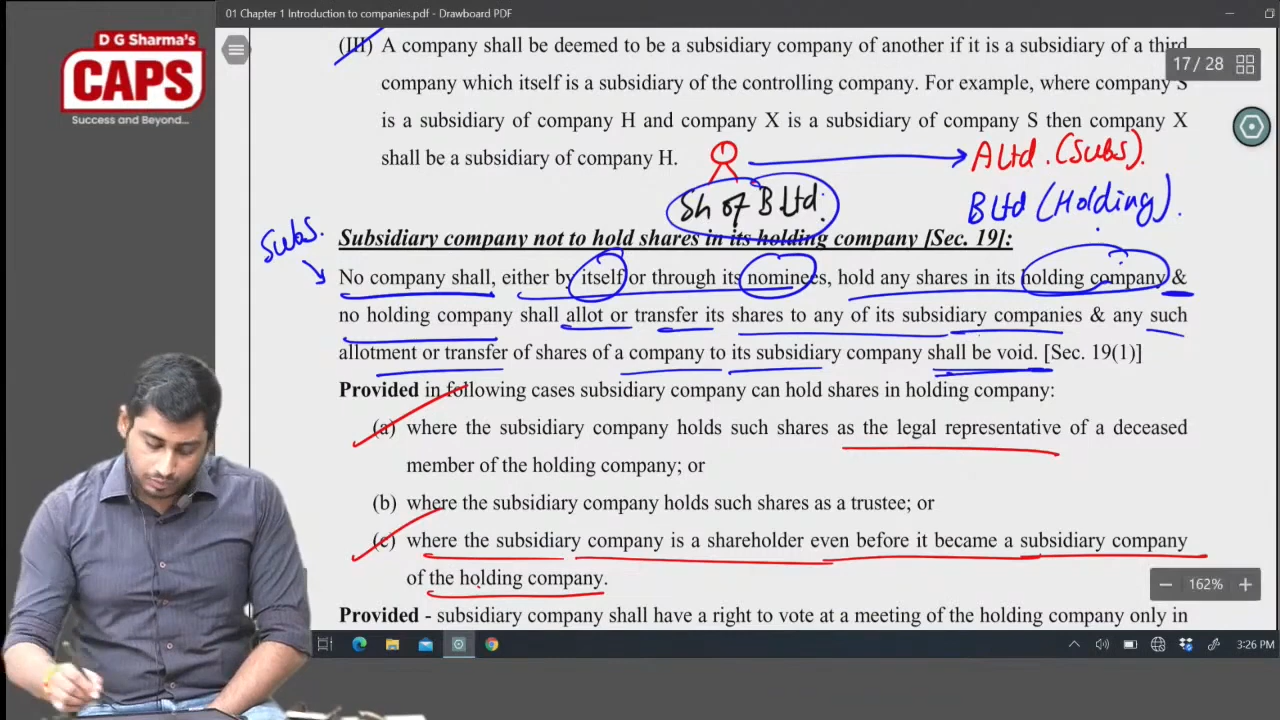 01 Chapter 1 Introduction to companies.pdf - Drawboard PDF
D G SHARMA's
CAPS
Success and Beyond...
17 / 28
(III) A company shall be deemed to be a subsidiary company of another if it is a subsidiary of a third
company which itself is a subsidiary of the controlling company. For example, where company S
is a subsidiary of company H and company X is a subsidiary of company S then company X
shall be a subsidiary of company H.
A Ltd. (Subs).
Sh of B Ltd.
B Ltd (Holding).
Subs.
Subsidiary company not to hold shares in its holding company [Sec. 19]:
No company shall, either by itself or through its nominees, hold any shares in its holding company &
no holding company shall allot or transfer its shares to any of its subsidiary companies & any such
allotment or transfer of shares of a company to its subsidiary company shall be void. [Sec. 19(1)]
Provided in following cases subsidiary company can hold shares in holding company:
(a) where the subsidiary company holds such shares as the legal representative of a deceased
member of the holding company; or
(b) where the subsidiary company holds such shares as a trustee; or
(c) where the subsidiary company is a shareholder even before it became a subsidiary company
of the holding company.
162%
Provided - subsidiary company shall have a right to vote at a meeting of the holding company only in
3:26 PM